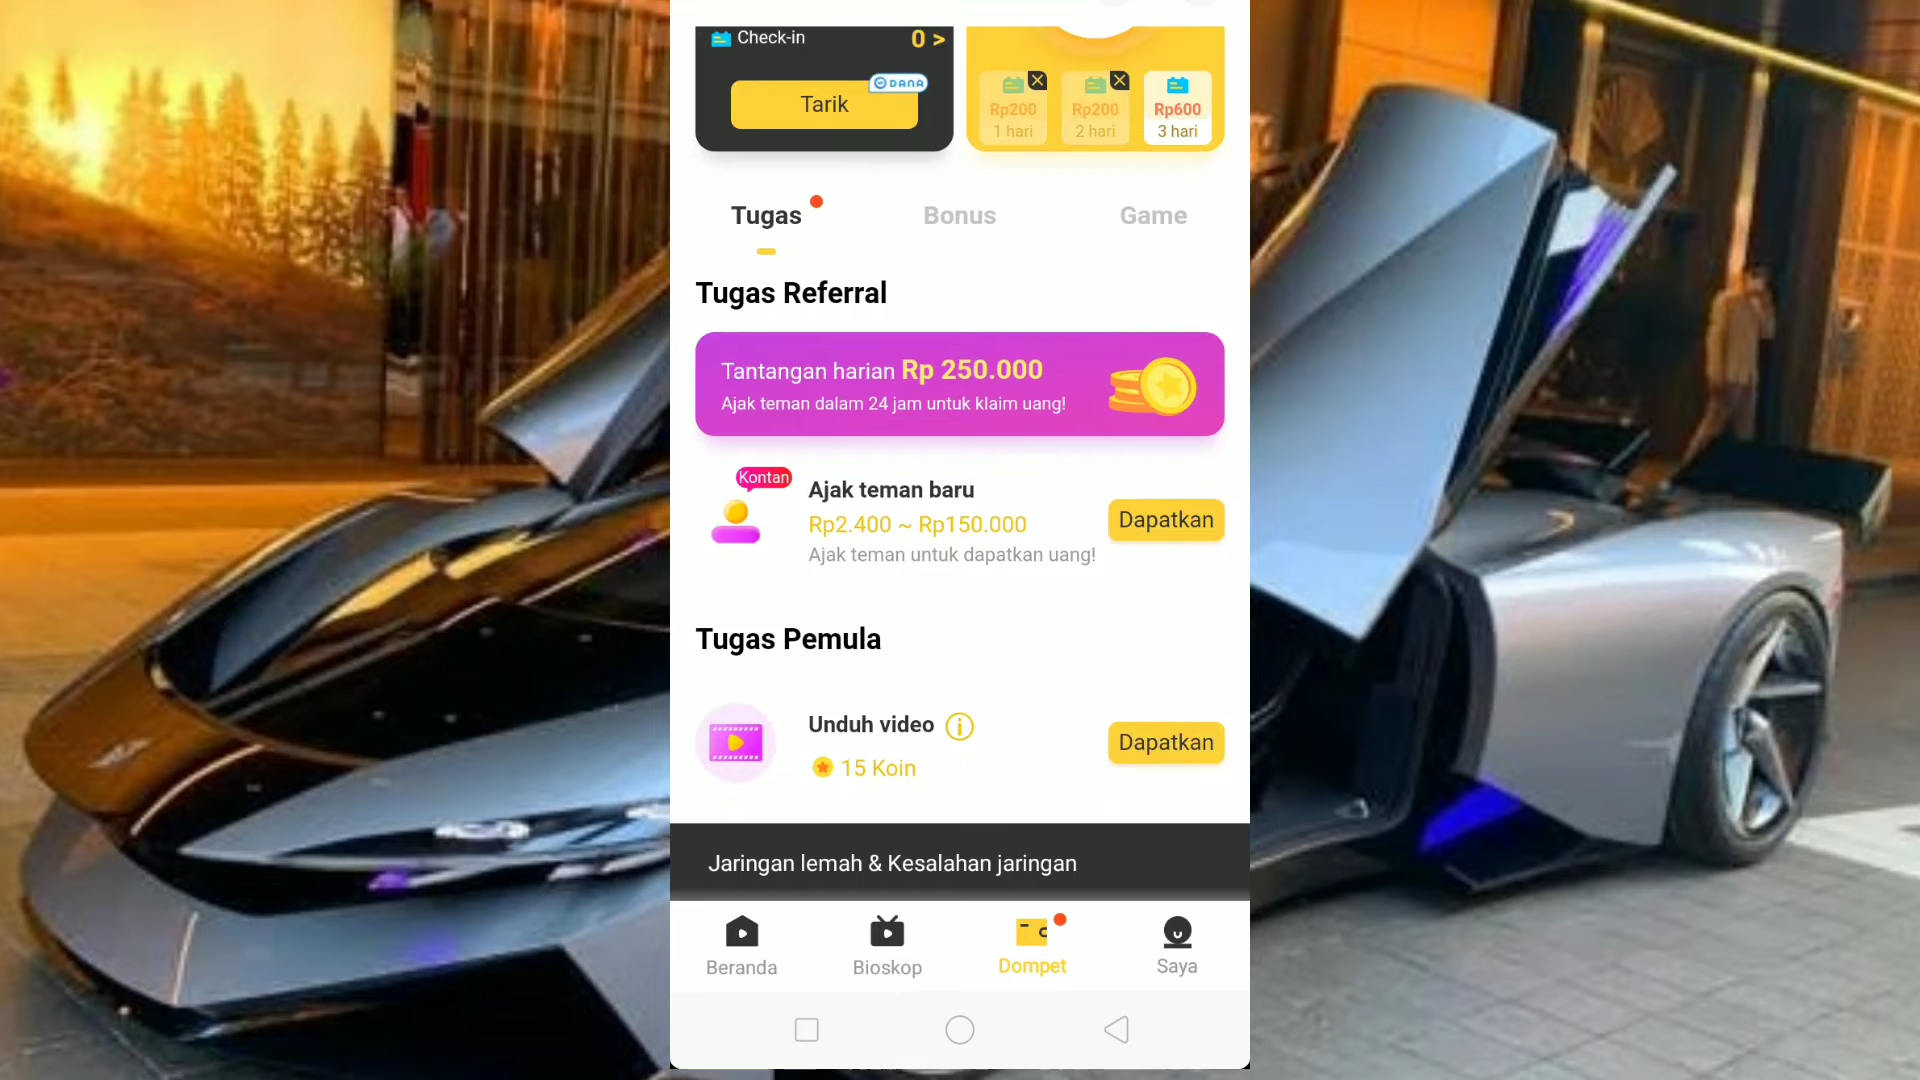 Check-in
0 >
DANA
Tarik
Rp200
1 hari
Rp200
2 hari
Rp600
3 hari
Tugas
Bonus
Game
Tugas Referral
Tantangan harian Rp 250.000
Ajak teman dalam 24 jam untuk klaim uang!
Kontan
Ajak teman baru
Rp2.400 ~ Rp150.000
Ajak teman untuk dapatkan uang!
Dapatkan
Tugas Pemula
Unduh video
15 Koin
Dapatkan
Jaringan lemah & Kesalahan jaringan
Beranda
Bioskop
Dompet
Saya